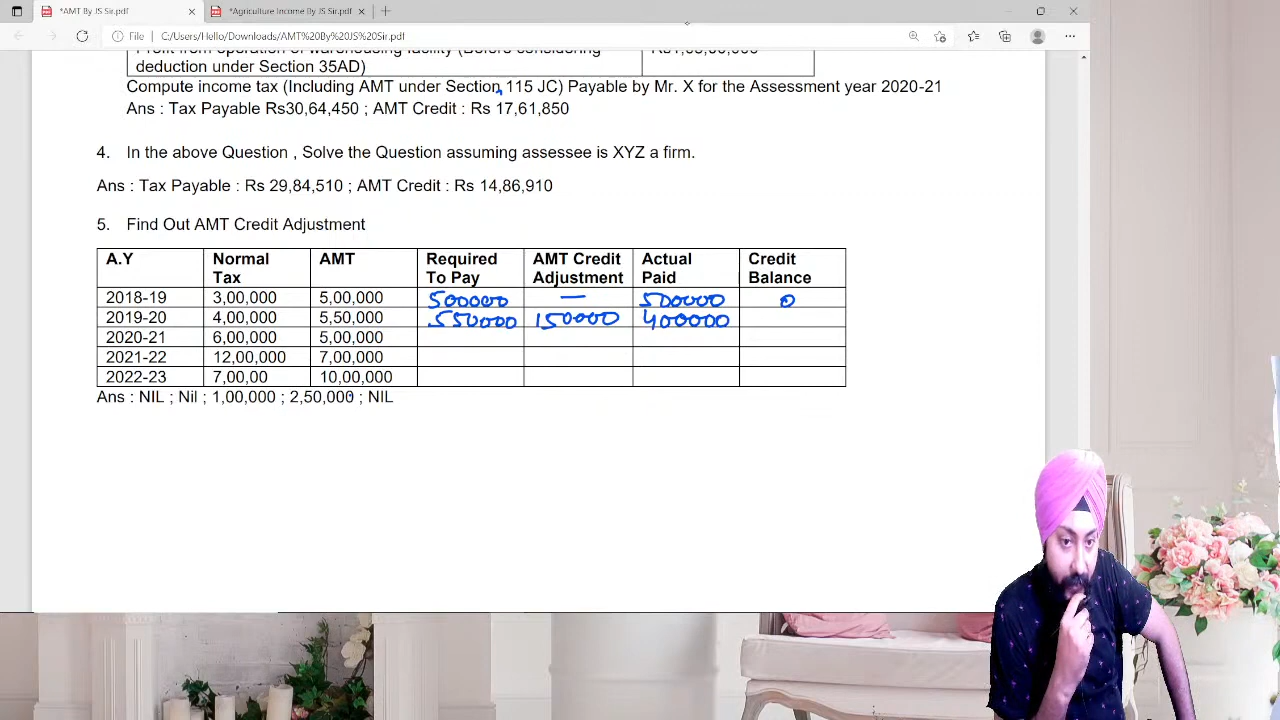 *AMT By JS Sir.pdf
*Agriculture Income By JS Sir.pdf
File C:/Users/Hello/Downloads/AMT%20By%20JS%20Sir.pdf
Profit from operation of warehousing facility (Before considering
deduction under Section 35AD)
Compute income tax (Including AMT under Section 115 JC) Payable by Mr. X for the Assessment year 2020-21
Ans : Tax Payable Rs30,64,450 ; AMT Credit : Rs 17,61,850
4. In the above Question , Solve the Question assuming assessee is XYZ a firm.
Ans : Tax Payable : Rs 29,84,510 ; AMT Credit : Rs 14,86,910
5. Find Out AMT Credit Adjustment
A.Y Normal Tax AMT Required To Pay AMT Credit Adjustment Actual Paid Credit Balance
2018-19 3,00,000 5,00,000 500000 — 500000 0
2019-20 4,00,000 5,50,000 550000 150000 400000
2020-21 6,00,000 5,00,000
2021-22 12,00,000 7,00,000
2022-23 7,00,00 10,00,000
Ans : NIL ; Nil ; 1,00,000 ; 2,50,000 ; NIL